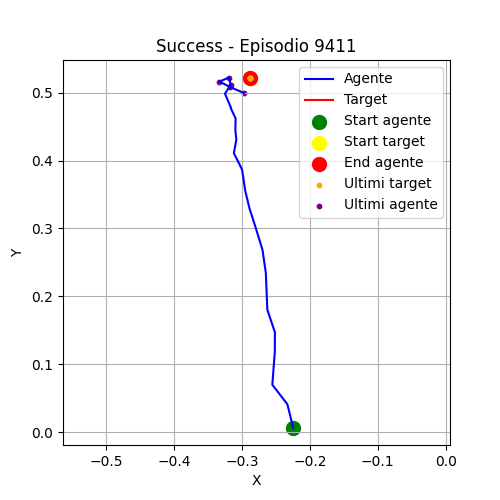 Success - Episodio 9411
Agente
Target
Start agente
Start target
End agente
Ultimi target
Ultimi agente
0.5
0.4
0.3
0.2
0.1
0.0
Y
−0.5
−0.4
−0.3
−0.2
−0.1
0.0
X